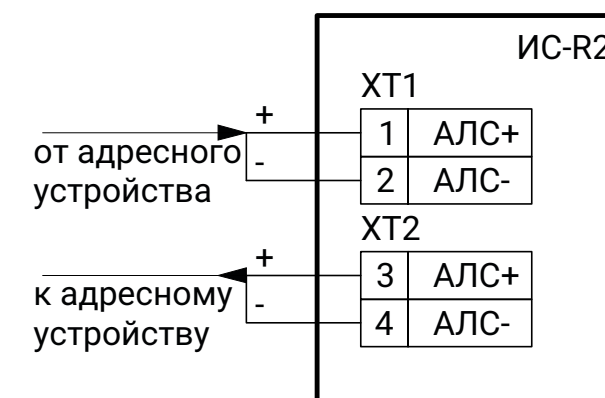 ИС-R2
XT1
+
1 АЛС+
от адресного
-
2 АЛС-
устройства
XT2
+
3 АЛС+
к адресному
-
4 АЛС-
устройству